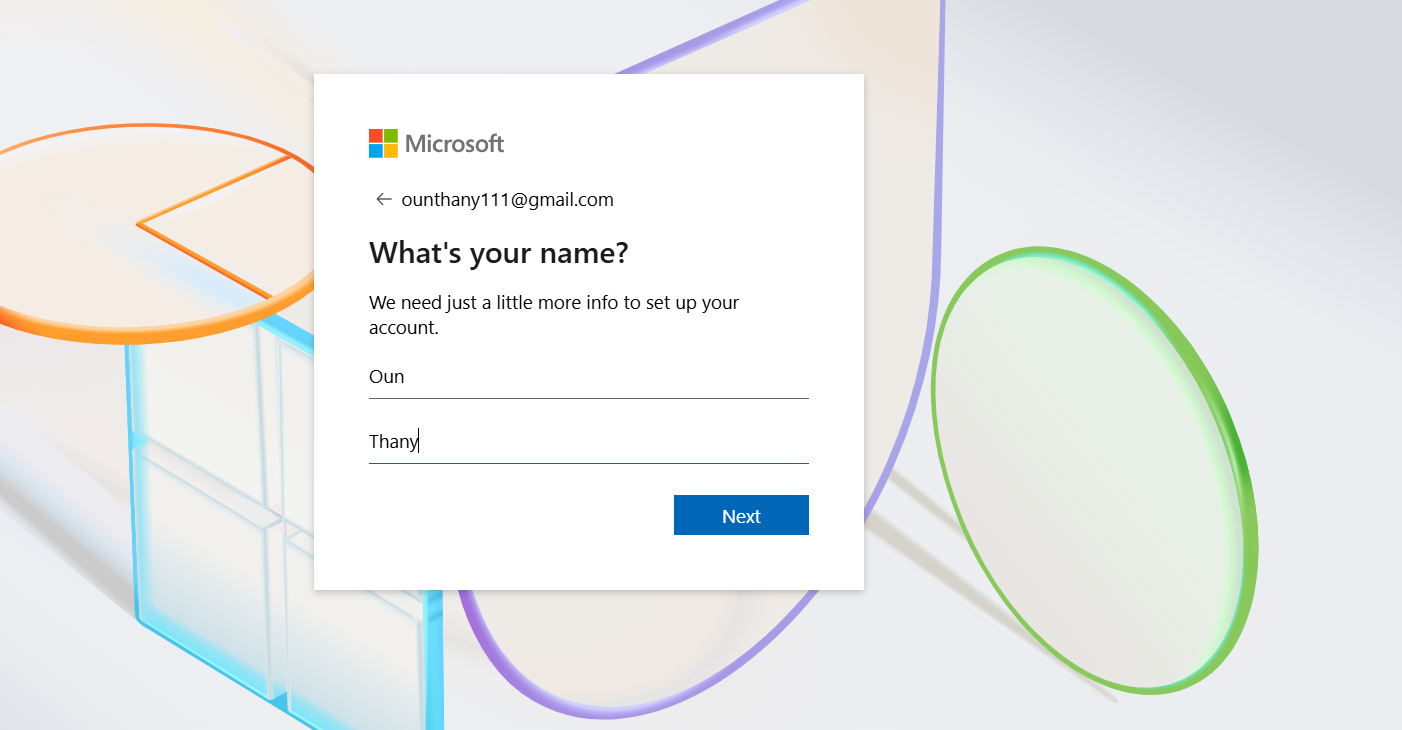 Microsoft
ounthany111@gmail.com
What's your name?
We need just a little more info to set up your
account.
Oun
Thany
Next